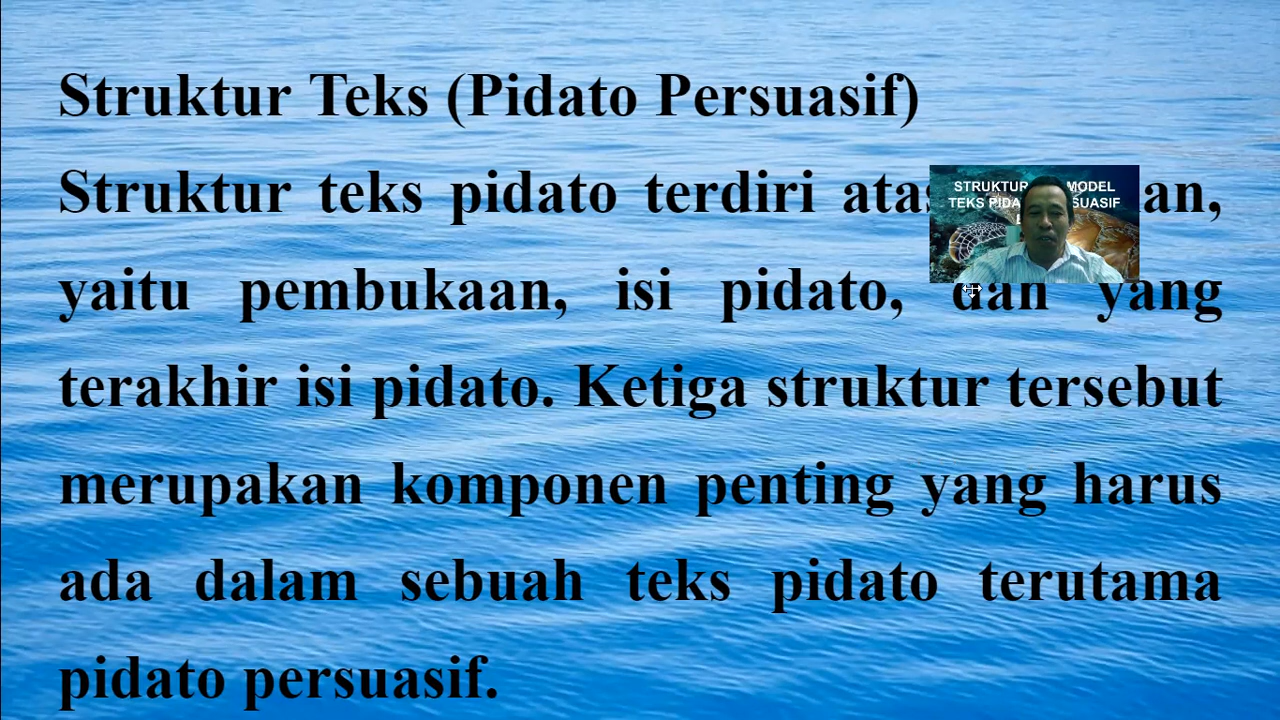 Struktur Teks (Pidato Persuasif)
Struktur teks pidato terdiri atas
yaitu pembukaan, isi pidato, dan yang
terakhir isi pidato. Ketiga struktur tersebut
merupakan komponen penting yang harus
ada dalam sebuah teks pidato terutama
pidato persuasif.
STRUKTUR MODEL
TEKS